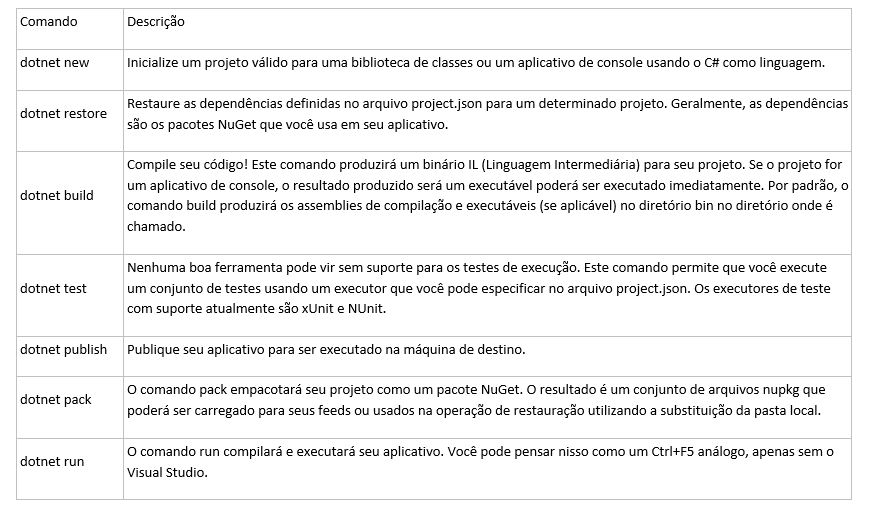 Comando
Descrição
dotnet new
Inicialize um projeto válido para uma biblioteca de classes ou um aplicativo de console usando o C# como linguagem.
dotnet restore
Restaure as dependências definidas no arquivo project.json para um determinado projeto. Geralmente, as dependências
são os pacotes NuGet que você usa em seu aplicativo.
dotnet build
Compile seu código! Este comando produzirá um binário IL (Linguagem Intermediária) para seu projeto. Se o projeto for
um aplicativo de console, o resultado produzido será um executável poderá ser executado imediatamente. Por padrão, o
comando build produzirá os assemblies de compilação e executáveis (se aplicável) no diretório bin no diretório onde é
chamado.
dotnet test
Nenhuma boa ferramenta pode vir sem suporte para os testes de execução. Este comando permite que você execute
um conjunto de testes usando um executor que você pode especificar no arquivo project.json. Os executores de teste
com suporte atualmente são xUnit e NUnit.
dotnet publish
Publique seu aplicativo para ser executado na máquina de destino.
dotnet pack
O comando pack empacotará seu projeto como um pacote NuGet. O resultado é um conjunto de arquivos nupkg que
poderá ser carregado para seus feeds ou usados na operação de restauração utilizando a substituição da pasta local.
dotnet run
O comando run compilará e executará seu aplicativo. Você pode pensar nisso como um Ctrl+F5 análogo, apenas sem o
Visual Studio.